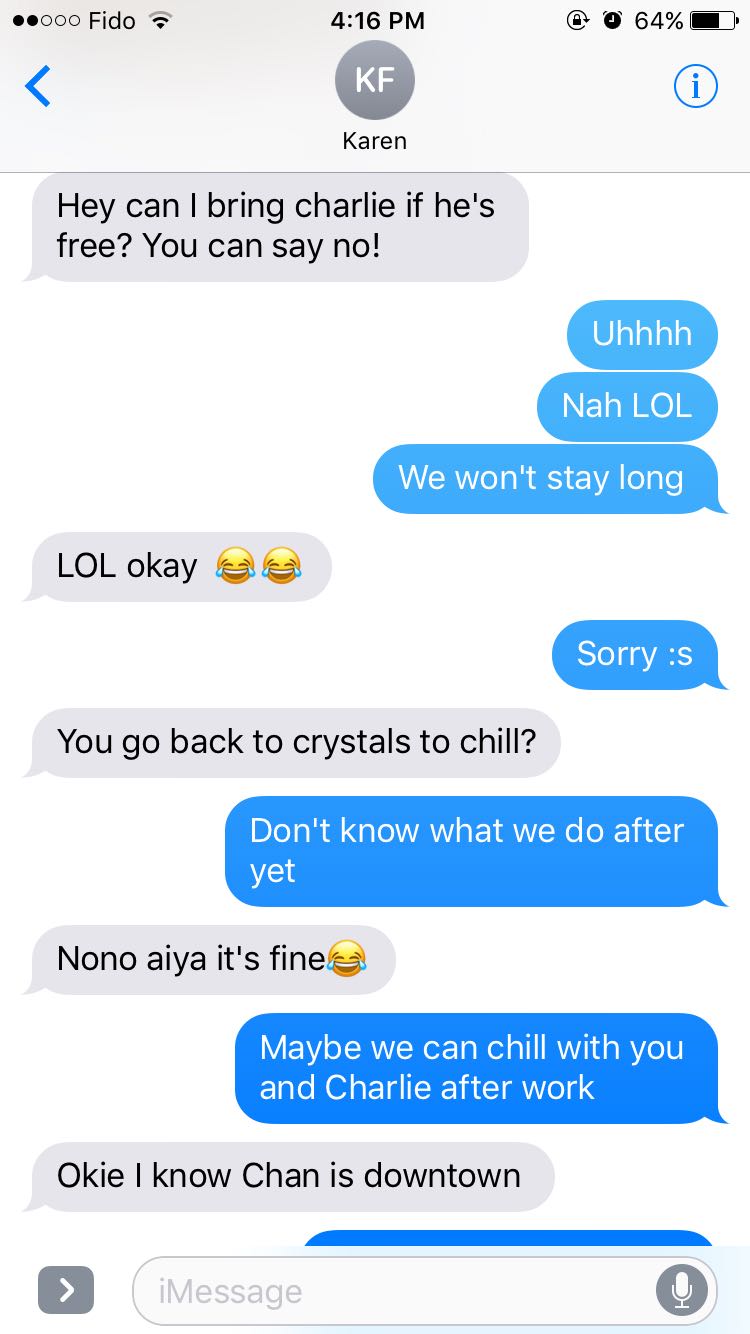 Fido 4:16 PM 64%
KF
Karen
Hey can I bring charlie if he's
free? You can say no!
Uhhhh
Nah LOL
We won't stay long
LOL okay 😂😂
Sorry :s
You go back to crystals to chill?
Don't know what we do after
yet
Nono aiya it's fine😂
Maybe we can chill with you
and Charlie after work
Okie I know Chan is downtown
iMessage